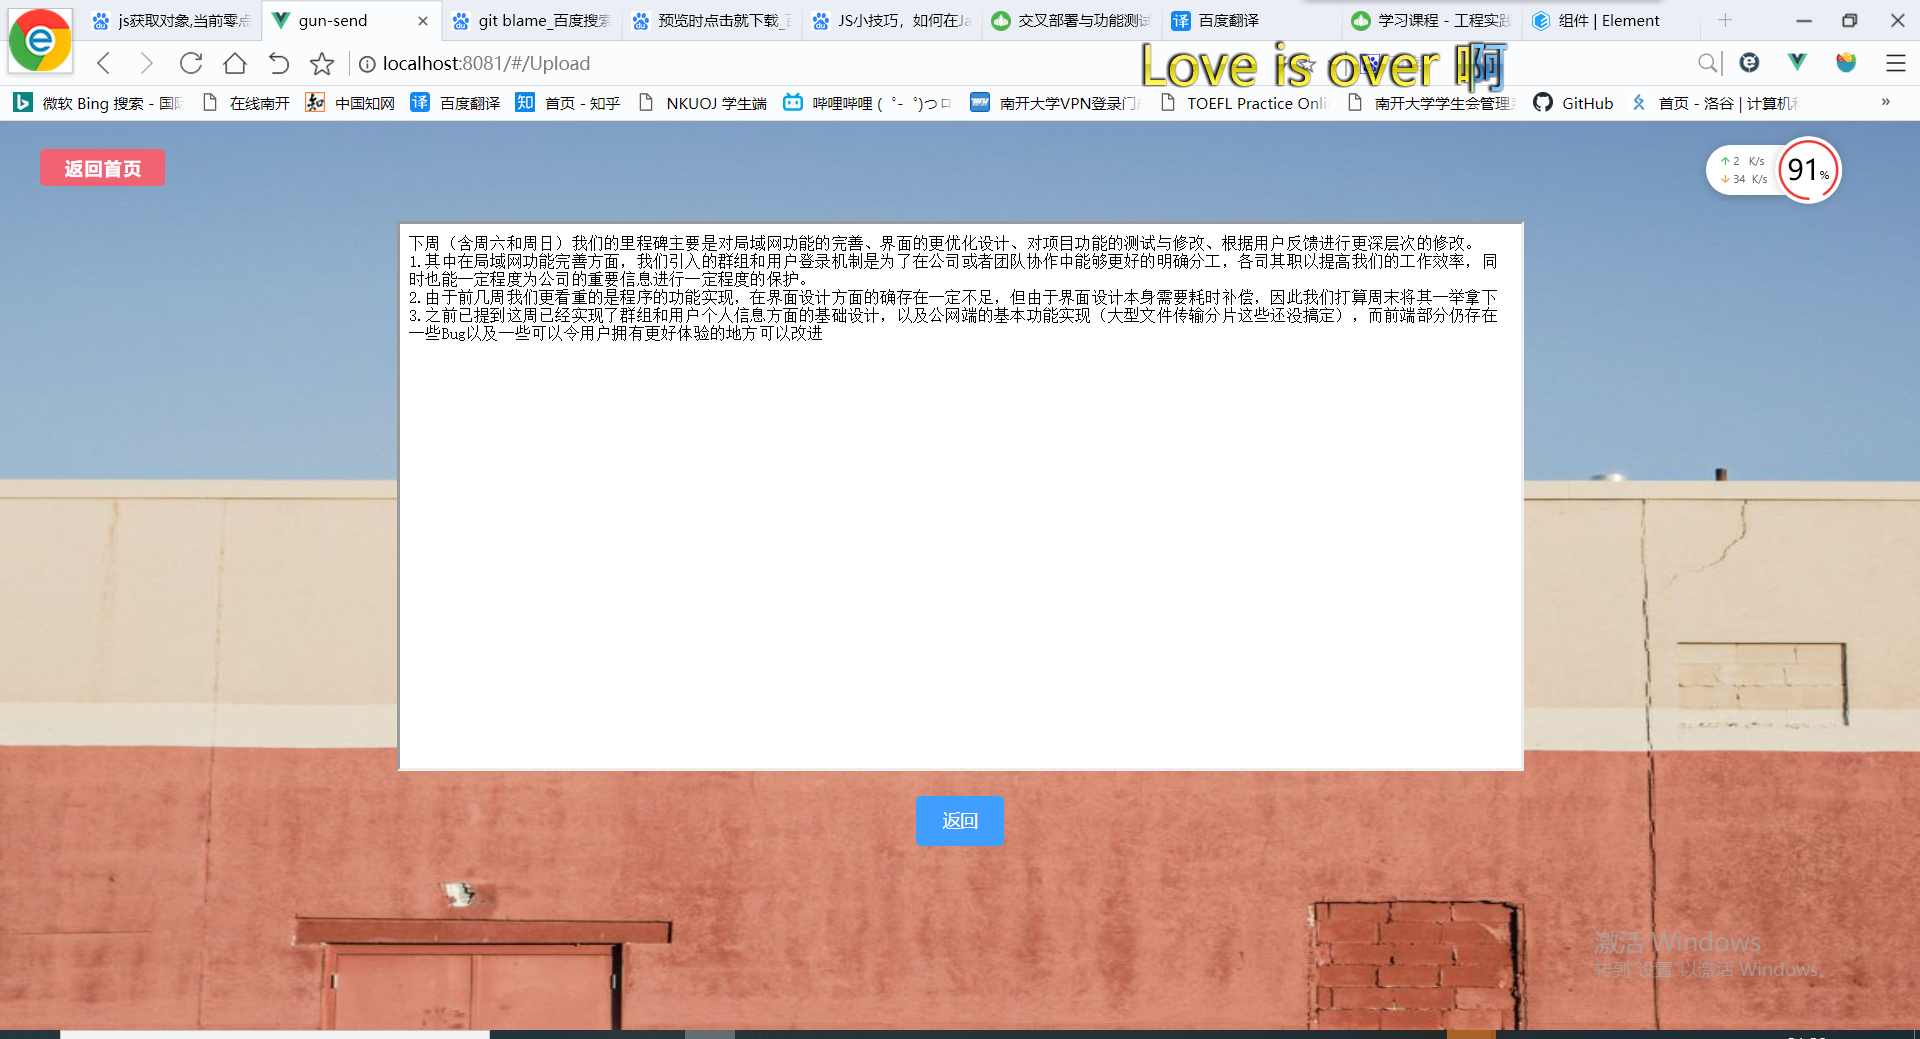 js获取对象,当前零点
gun-send
git blame_百度搜索
预览时点击就下载_
JS小技巧，如何在Ja
交叉部署与功能测试
百度翻译
学习课程 - 工程实践
组件 | Element
localhost:8081/#/Upload
Love is over 啊
微软 Bing 搜索 - 国际
在线南开
中国知网
百度翻译
首页 - 知乎
NKUOJ 学生端
哔哩哔哩 ( ゜- ゜)つロ
南开大学VPN登录门户
TOEFL Practice Onli
南开大学学生会管理
GitHub
首页 - 洛谷 | 计算机科
返回首页
↑ 2 K/s
↓ 34 K/s
91%
下周（含周六和周日）我们的里程碑主要是对局域网功能的完善、界面的更优化设计、对项目功能的测试与修改、根据用户反馈进行更深层次的修改。
1.其中在局域网功能完善方面，我们引入的群组和用户登录机制是为了在公司或者团队协作中能够更好的明确分工，各司其职以提高我们的工作效率，同
时也能一定程度为公司的重要信息进行一定程度的保护。
2.由于前几周我们更看重的是程序的功能实现，在界面设计方面的确存在一定不足，但由于界面设计本身需要耗时补偿，因此我们打算周末将其一举拿下
3.之前已提到这周已经实现了群组和用户个人信息方面的基础设计，以及公网端的基本功能实现（大型文件传输分片这些还没搞定），而前端部分仍存在
一些Bug以及一些可以令用户拥有更好体验的地方可以改进
返回
激活 Windows
转到"设置"以激活 Windows。